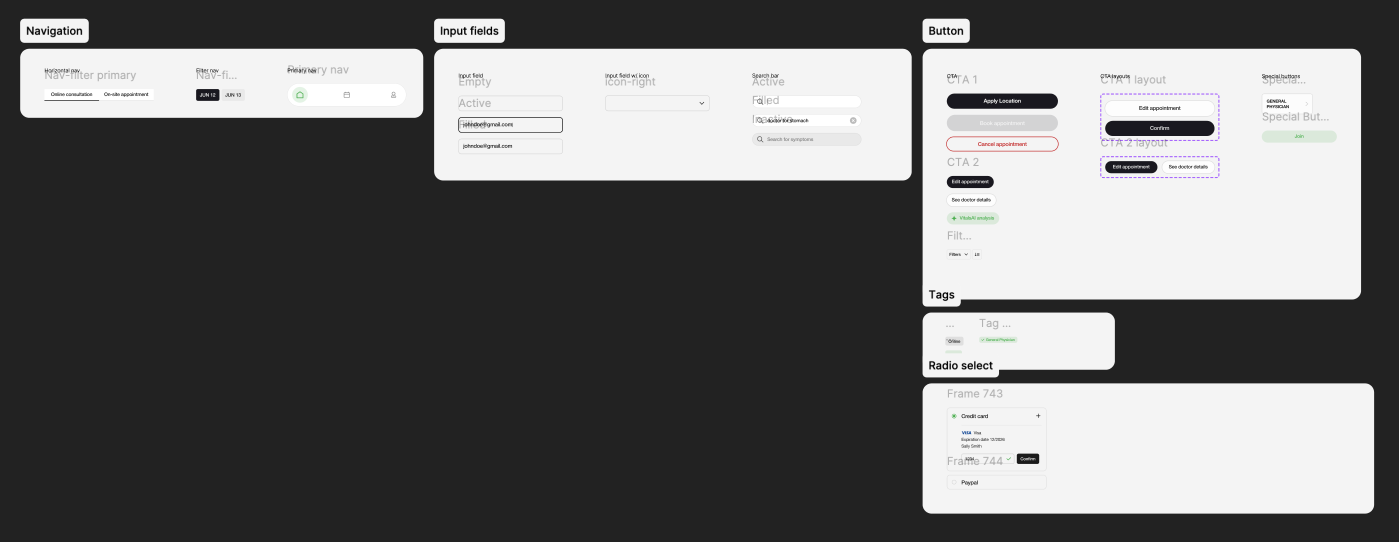 Navigation
Horizontal nav
Nav-filter primary
Online consultation
On-site appointment
Filter nav
Nav-fi...
JUN 12
JUN 13
Primary nav
Primary nav
Input fields
Input field
Empty
Active
Filled
johndoe@gmail.com
johndoe@gmail.com
Input field w/ icon
icon-right
Search bar
Active
Filled
Inactive
doctor for stomach
Search for symptoms
Button
CTA
CTA 1
Apply Location
Book appointment
Cancel appointment
CTA 2
Edit appointment
See doctor details
+ VitalsAI analysis
Filt...
Filters
CTA layouts
CTA 1 layout
Edit appointment
Confirm
CTA 2 layout
Edit appointment
See doctor details
Special buttons
Specia...
GENERAL
PHYSICIAN
Special But...
Join
Tags
...
Tag ...
General Physician
Radio select
Frame 743
Credit card
+
VISA Visa
Expiration date 12/2026
Sally Smith
Confirm
Frame 744
Paypal